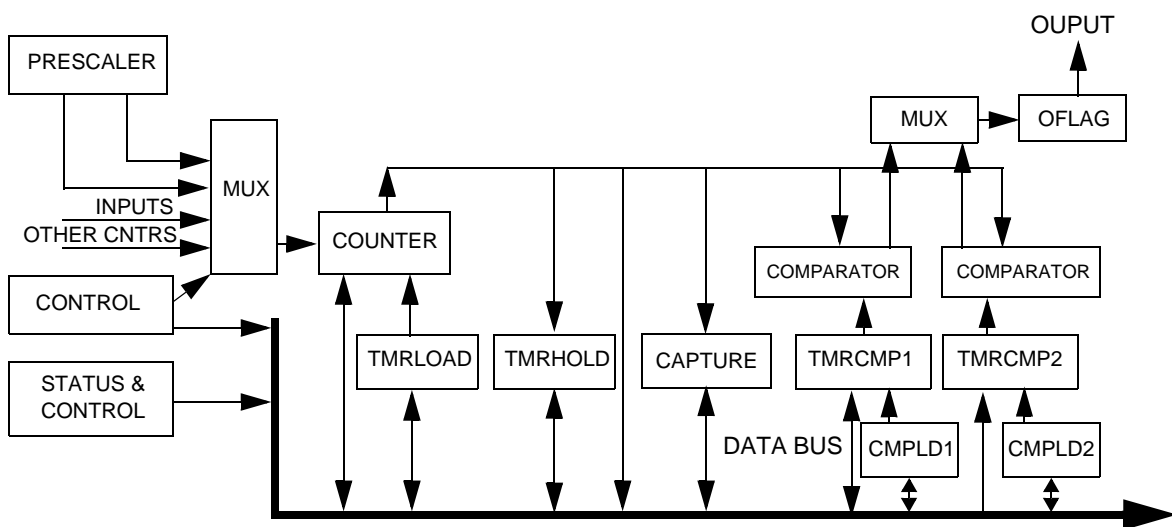 OUPUT
PRESCALER
MUX
OFLAG
MUX
INPUTS
OTHER CNTRS
COUNTER
COMPARATOR
COMPARATOR
CONTROL
TMRLOAD
TMRHOLD
CAPTURE
TMRCMP1
TMRCMP2
STATUS &
CONTROL
DATA BUS
CMPLD1
CMPLD2